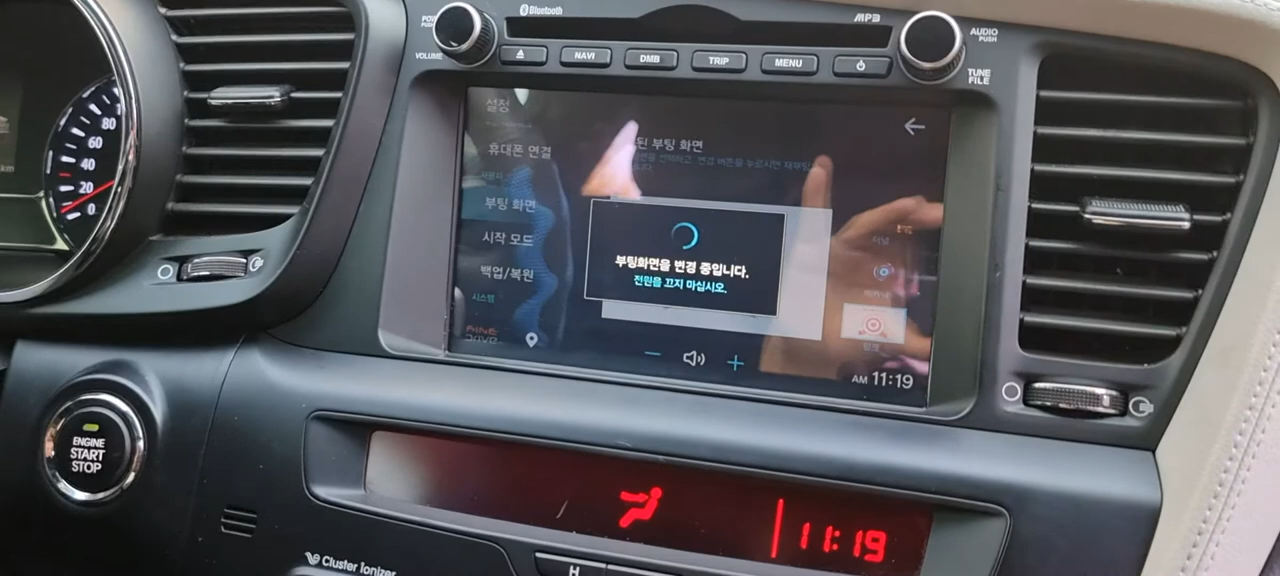 Bluetooth
MP3
POWER
PUSH
VOLUME
AUDIO
PUSH
TUNE
FILE
NAVI
DMB
TRIP
MENU
설정
휴대폰 연결
부팅 화면
시작 모드
백업/복원
시스템
된 부팅 화면
부팅화면을 변경 중입니다.
전원을 끄지 마십시오.
AM 11:19
80
60
40
20
0
ENGINE
START
STOP
11:19
Cluster Ionizer
H